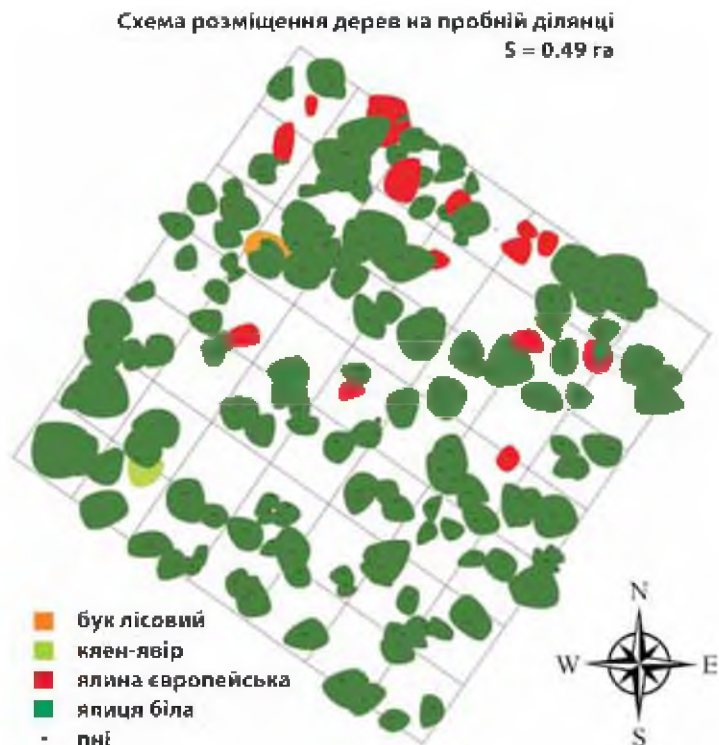 Схема розміщення дерев на пробній ділянці
S = 0.49 га
N
W
E
S
бук лісовий
клен-явір
ялина європейська
ялиця біла
- пні